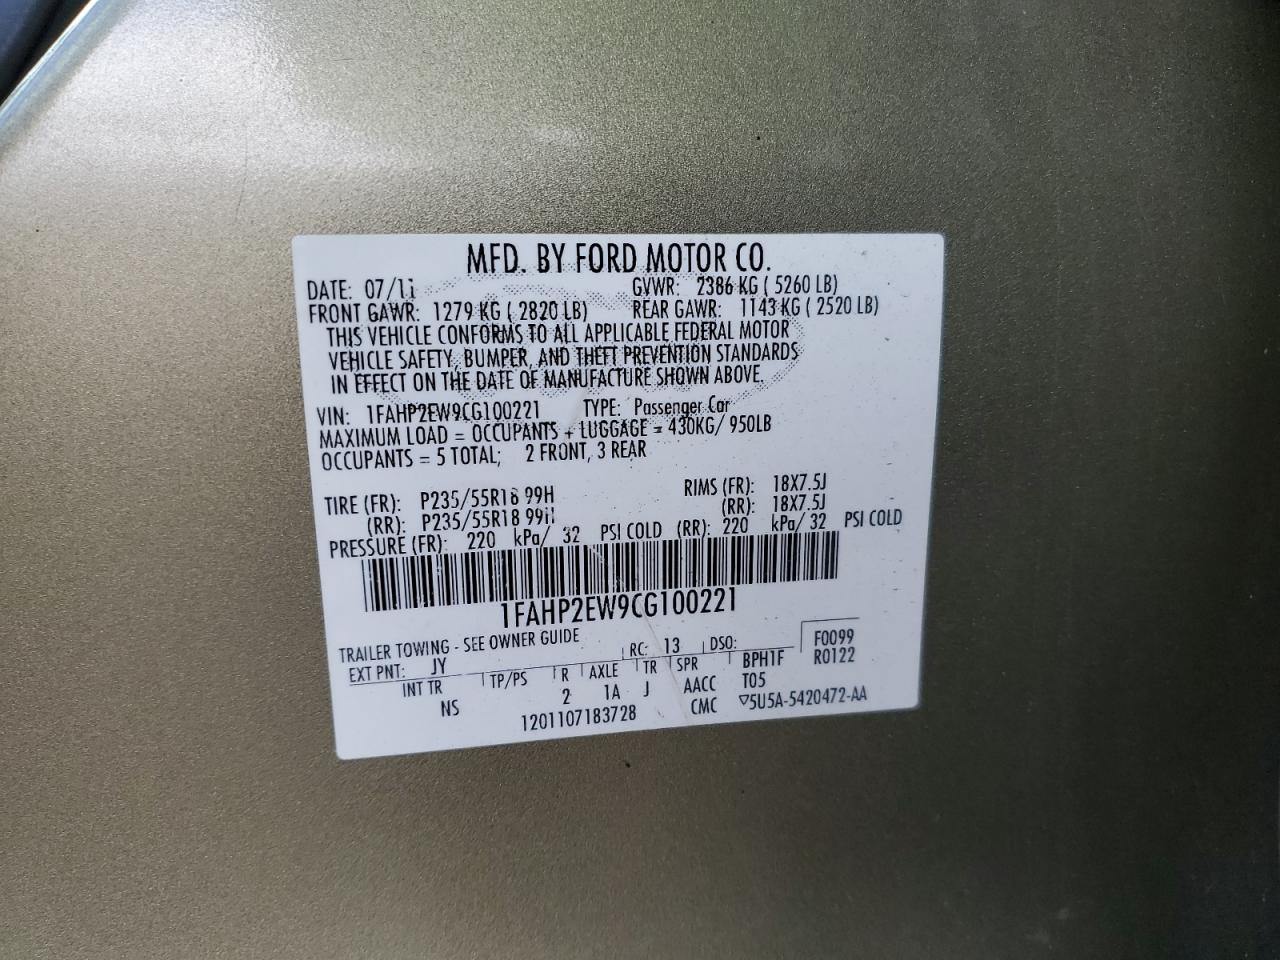 MFD. BY FORD MOTOR CO.
DATE: 07/11 GVWR: 2386 KG ( 5260 LB)
FRONT GAWR: 1279 KG ( 2820 LB) REAR GAWR: 1143 KG ( 2520 LB)
THIS VEHICLE CONFORMS TO ALL APPLICABLE FEDERAL MOTOR
VEHICLE SAFETY, BUMPER, AND THEFT PREVENTION STANDARDS
IN EFFECT ON THE DATE OF MANUFACTURE SHOWN ABOVE.
VIN: 1FAHP2EW9CG100221 TYPE: Passenger Car
MAXIMUM LOAD = OCCUPANTS + LUGGAGE = 430KG/ 950LB
OCCUPANTS = 5 TOTAL; 2 FRONT, 3 REAR
TIRE (FR): P235/55R18 99H RIMS (FR): 18X7.5J
(RR): P235/55R18 99H (RR): 18X7.5J
PRESSURE (FR): 220 kPa/ 32 PSI COLD (RR): 220 kPa/ 32 PSI COLD
1FAHP2EW9CG100221
TRAILER TOWING - SEE OWNER GUIDE
EXT PNT: JY RC: 13 DSO: F0099
INT TR TP/PS R AXLE TR SPR BPH1F R0122
NS 2 1A J AACC T05
1201107183728 CMC ▽5U5A-5420472-AA